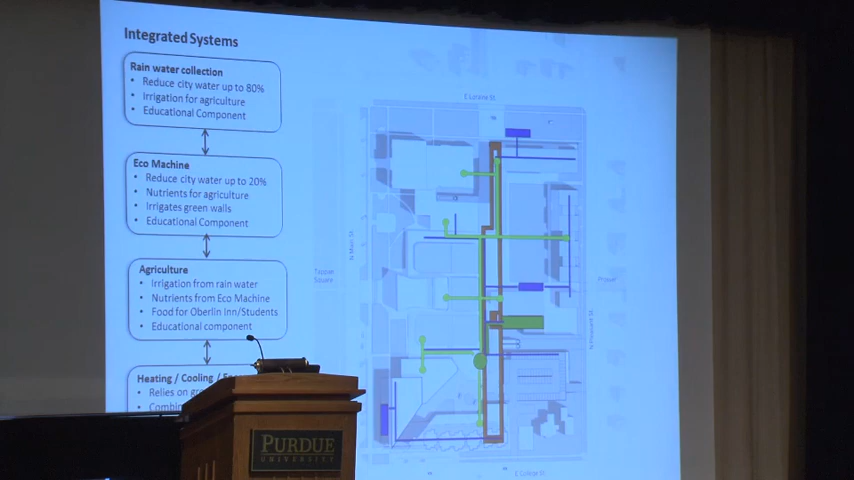 Integrated Systems
Rain water collection
• Reduce city water up to 80%
• Irrigation for agriculture
• Educational Component
Eco Machine
• Reduce city water up to 20%
• Nutrients for agriculture
• Irrigates green walls
• Educational Component
Agriculture
• Irrigation from rain water
• Nutrients from Eco Machine
• Food for Oberlin Inn/Students
• Educational component
Heating / Cooling /
• Relies on
E Lorain St.
N Main St.
Tappan
Square
N Pleasant St.
E College St.
PURDUE
UNIVERSITY